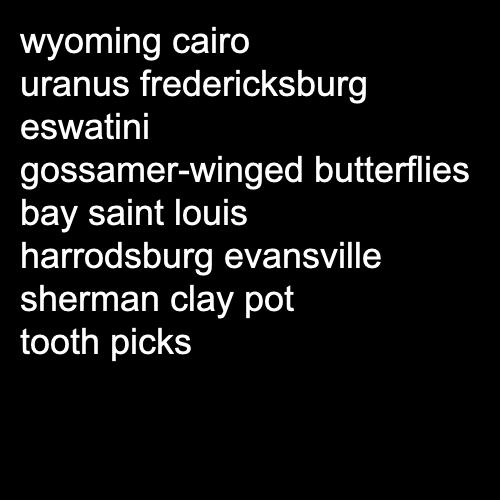 wyoming cairo
uranus fredericksburg
eswatini
gossamer-winged butterflies
bay saint louis
harrodsburg evansville
sherman clay pot
tooth picks